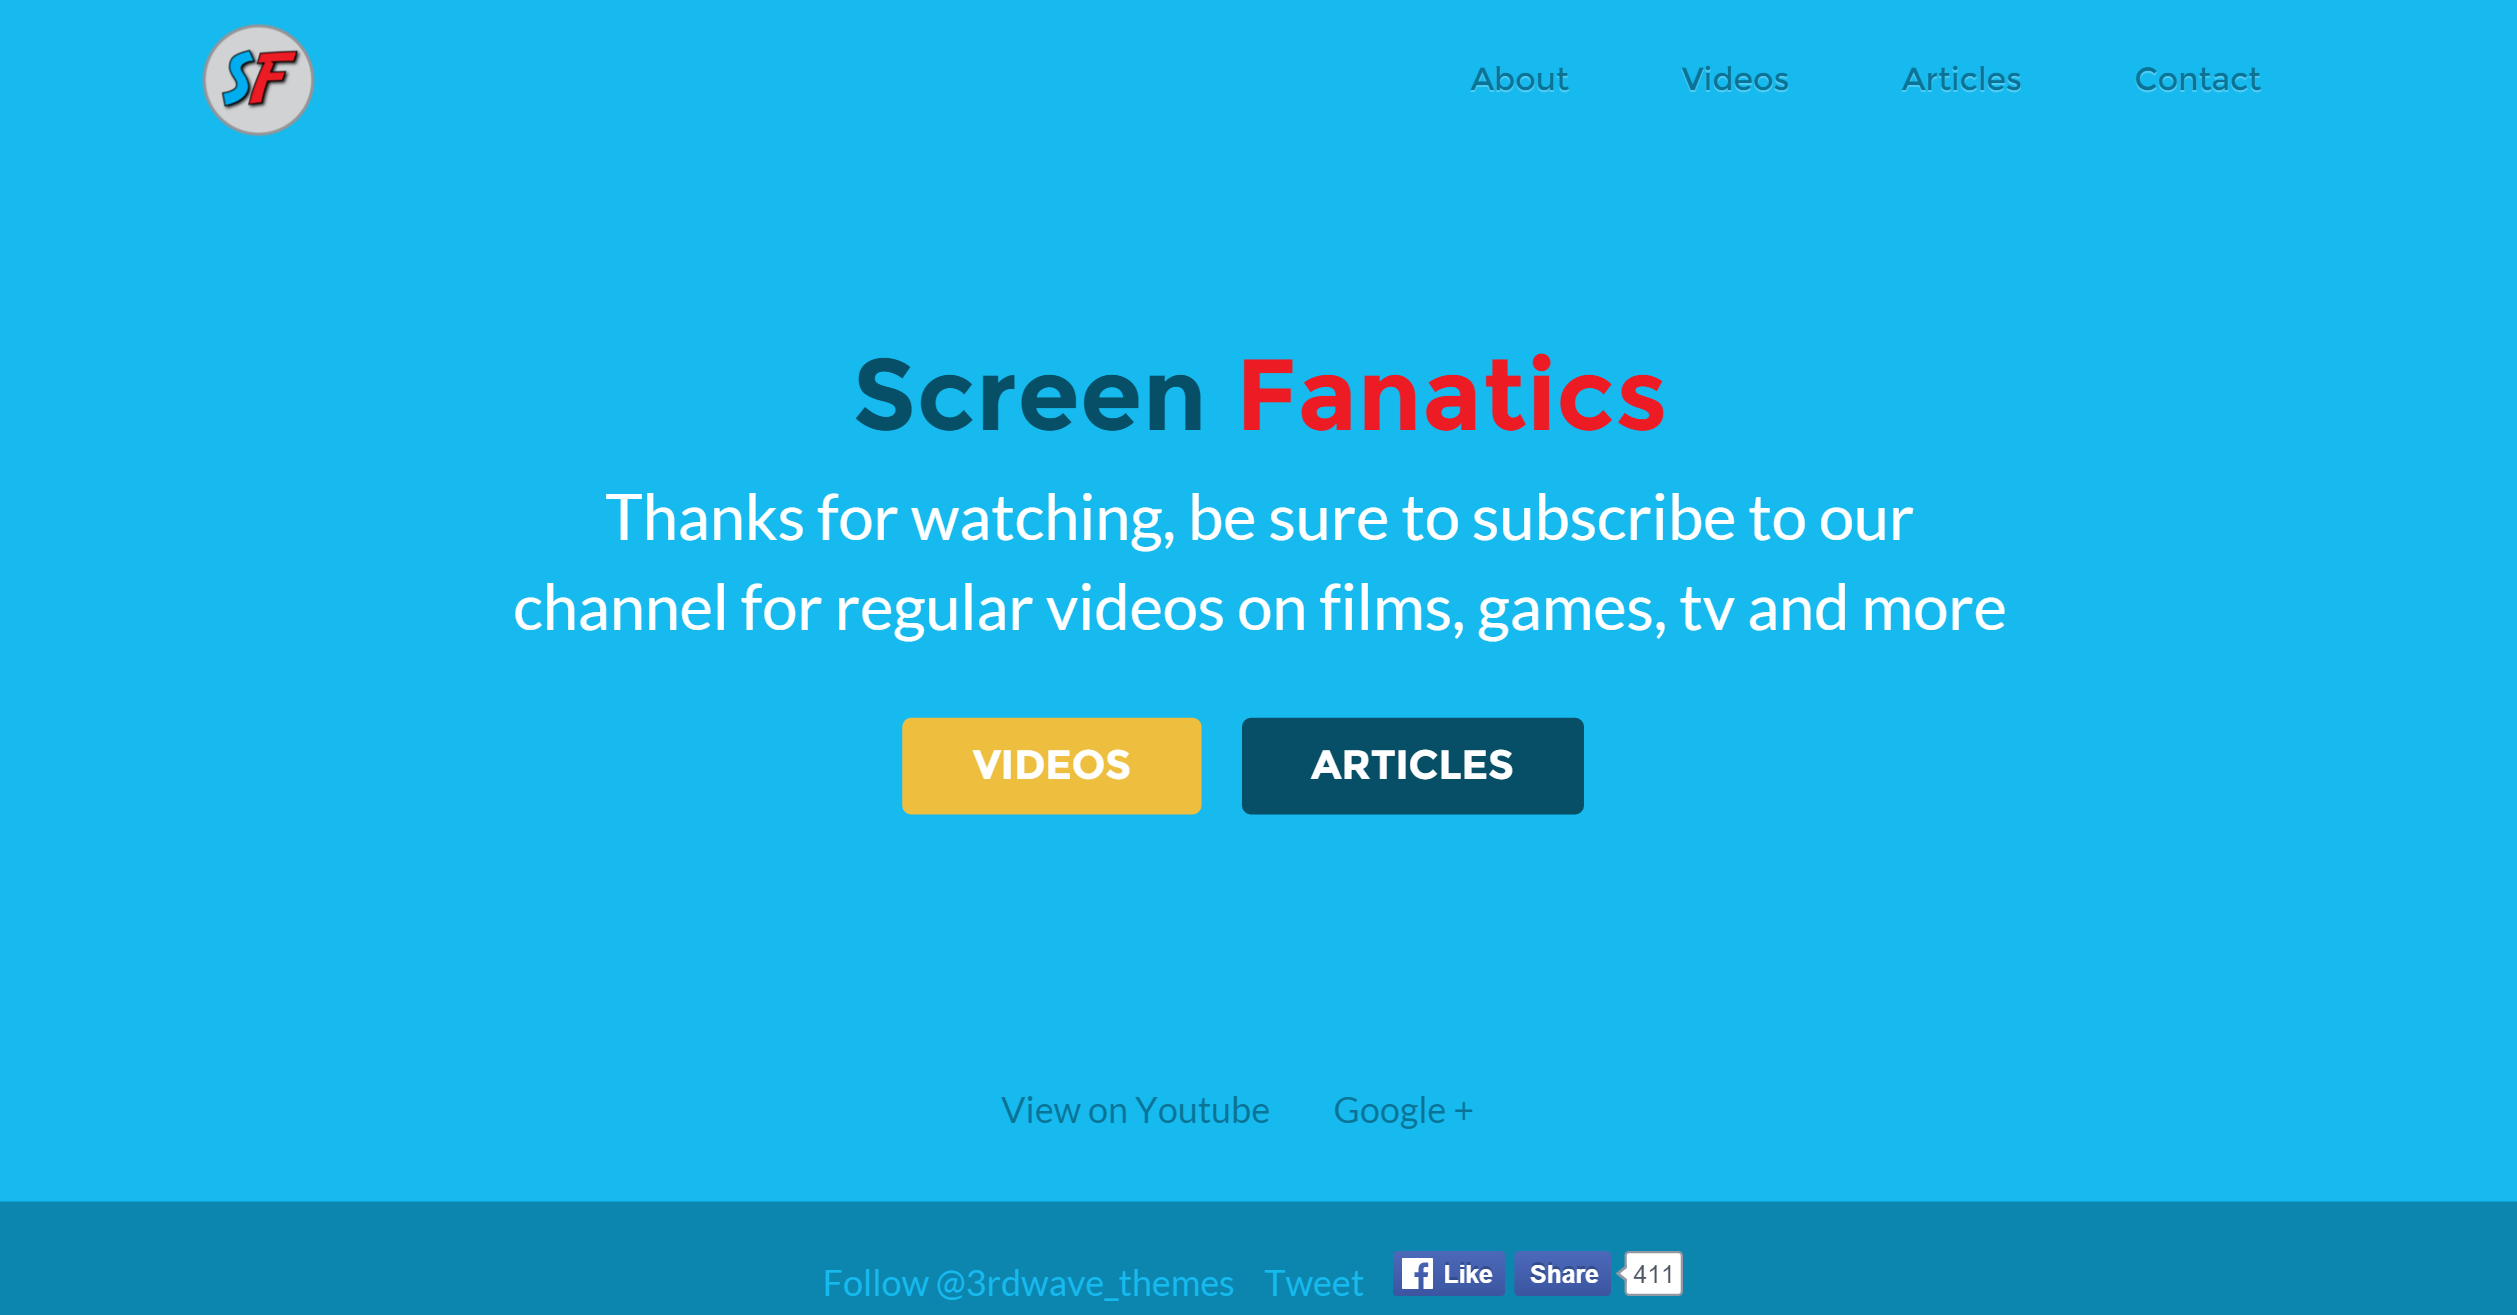 SF
About Videos Articles Contact
Screen Fanatics
Thanks for watching, be sure to subscribe to our
channel for regular videos on films, games, tv and more
VIDEOS ARTICLES
View on Youtube Google +
Follow @3rdwave_themes Tweet Like Share 411